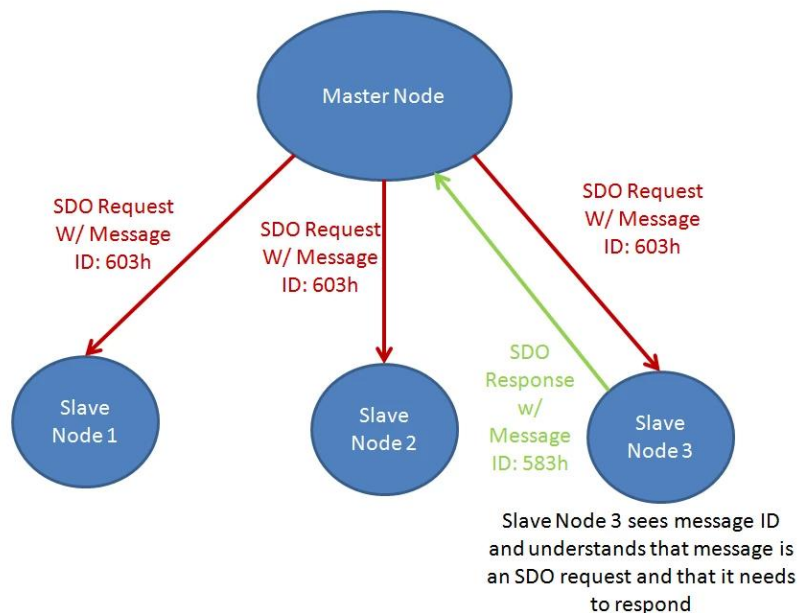 Master Node
SDO Request
W/ Message
ID: 603h
SDO Request
W/ Message
ID: 603h
SDO Request
W/ Message
ID: 603h
SDO
Response
w/
Message
ID: 583h
Slave
Node 1
Slave
Node 2
Slave
Node 3
Slave Node 3 sees message ID
and understands that message is
an SDO request and that it needs
to respond